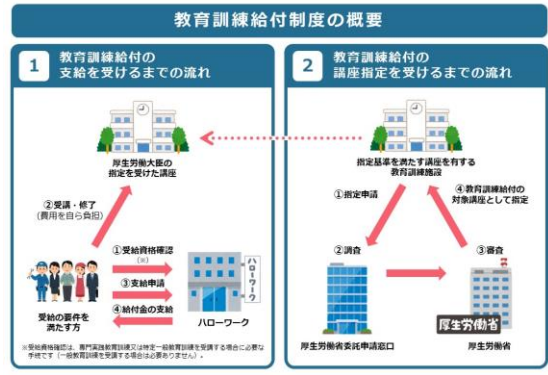 教育訓練給付制度の概要
1
教育訓練給付の
支給を受けるまでの流れ
厚生労働大臣の
指定を受けた講座
②受講・修了
(費用を自ら負担)
①受給資格確認
(※)
③支給申請
④給付金の支給
受給の要件を
満たす方
ハローワーク
ハローワーク
※受給資格確認は、専門実践教育訓練又は特定一般教育訓練を受講する場合に必要な
手続です（一般教育訓練を受講する場合は必要ありません）。
2
教育訓練給付の
講座指定を受けるまでの流れ
指定基準を満たす講座を有する
教育訓練施設
①指定申請
④教育訓練給付の
対象講座として指定
②調査
③審査
厚生労働省
厚生労働省委託申請窓口
厚生労働省